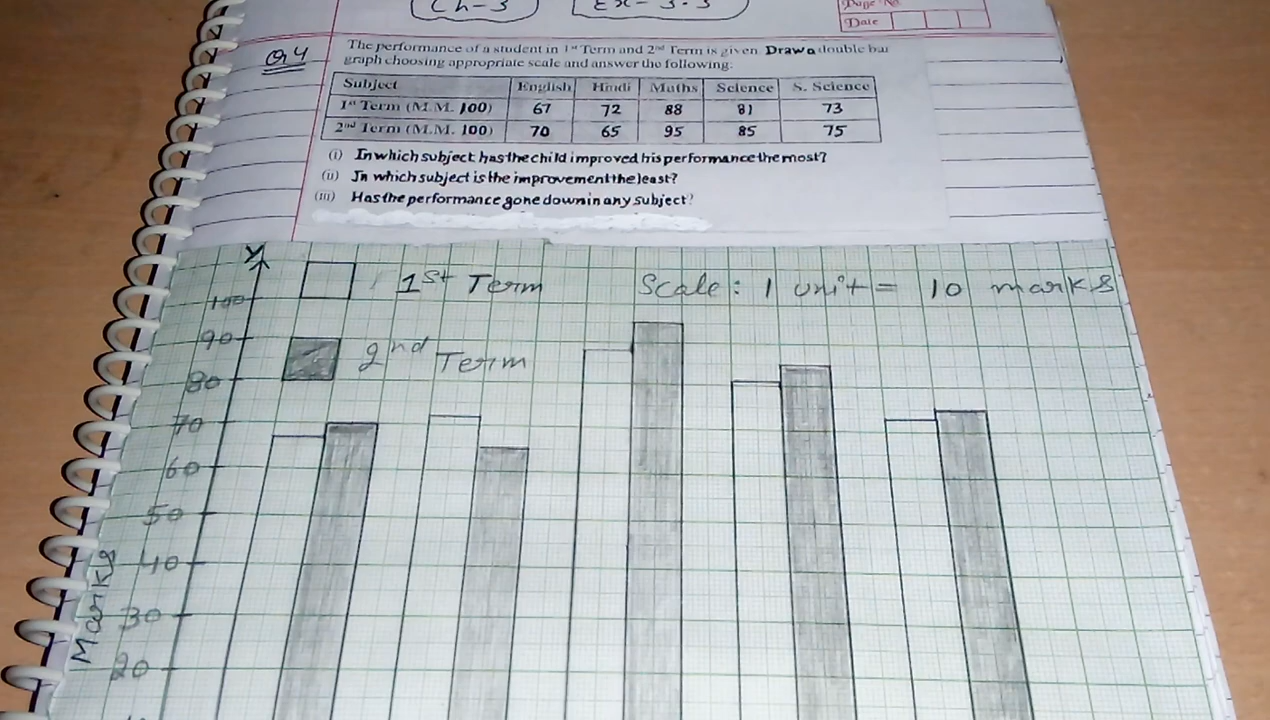 Ch-3 Ex-3.3
Page No.
Date
Q4
The performance of a student in 1st Term and 2nd Term is given. Draw a double bar
graph choosing appropriate scale and answer the following:
Subject English Hindi Maths Science S. Science
1st Term (M.M. 100) 67 72 88 81 73
2nd Term (M.M. 100) 70 65 95 85 75
(i) In which subject has the child improved his performance the most?
(ii) In which subject is the improvement the least?
(iii) Has the performance gone down in any subject?
Y
1st Term Scale: 1 unit = 10 marks
100
90
2nd Term
80
70
60
50
40
30
20
Marks